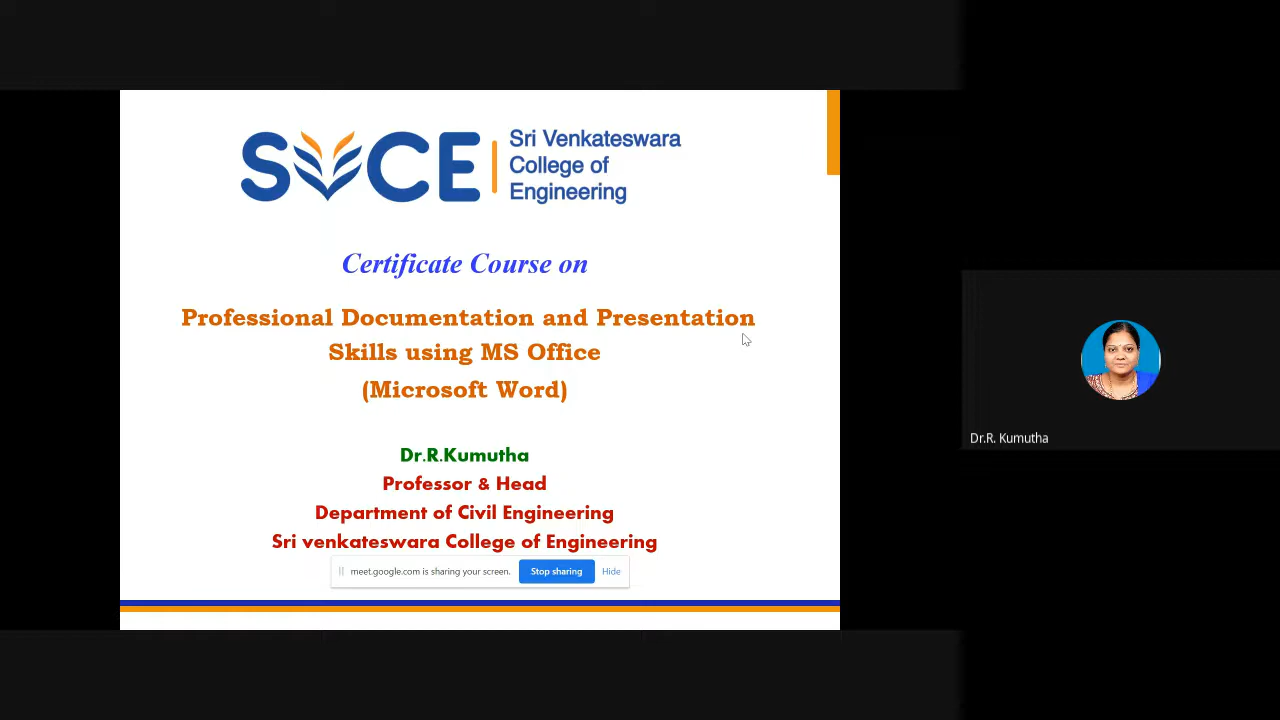 SVCE
Sri Venkateswara
College of
Engineering
Certificate Course on
Professional Documentation and Presentation
Skills using MS Office
(Microsoft Word)
Dr.R.Kumutha
Professor & Head
Department of Civil Engineering
Sri venkateswara College of Engineering
meet.google.com is sharing your screen. Stop sharing Hide
Dr.R. Kumutha